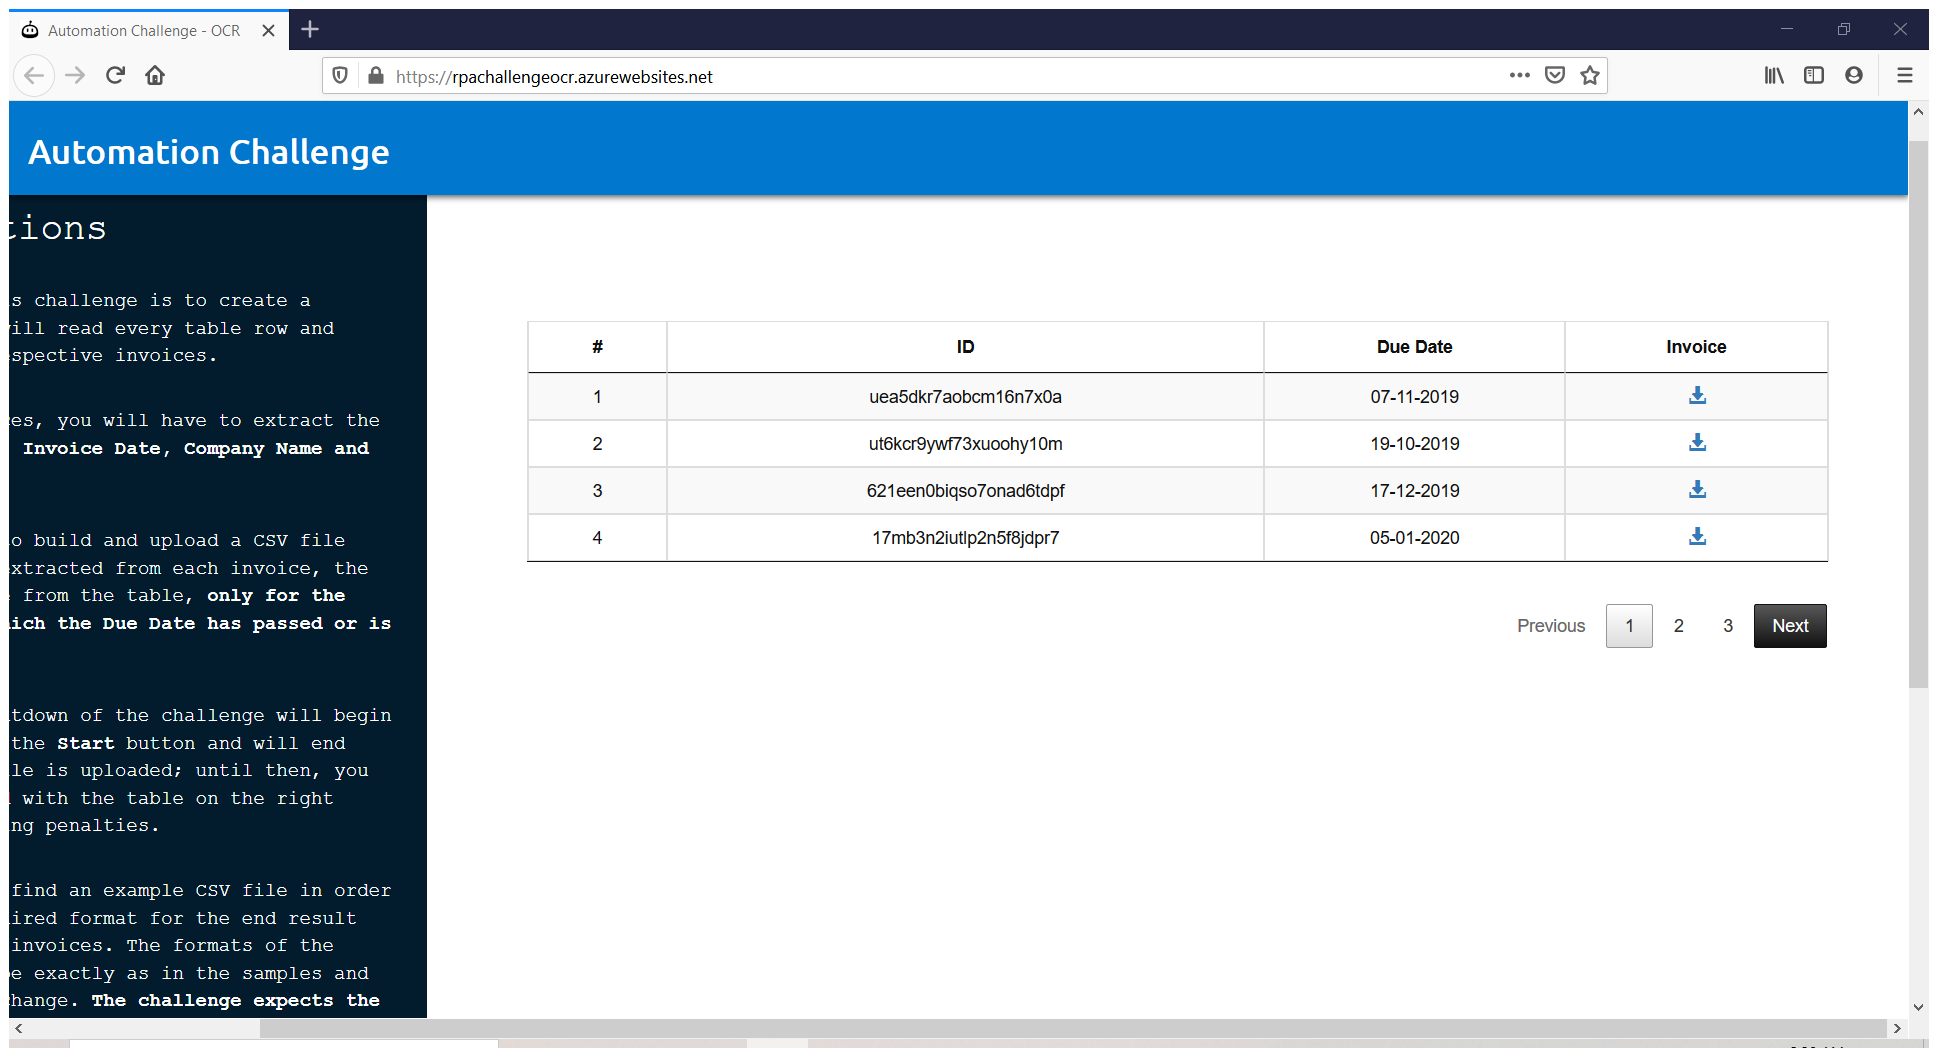 Automation Challenge - OCR
https://rpachallengeocr.azurewebsites.net
Automation Challenge
tions
s challenge is to create a
will read every table row and
espective invoices.
es, you will have to extract the
Invoice Date, Company Name and
o build and upload a CSV file
extracted from each invoice, the
from the table, only for the
ich the Due Date has passed or is
tdown of the challenge will begin
the Start button and will end
le is uploaded; until then, you
with the table on the right
ng penalties.
find an example CSV file in order
ired format for the end result
invoices. The formats of the
be exactly as in the samples and
change. The challenge expects the
# ID Due Date Invoice
1 uea5dkr7aobcm16n7x0a 07-11-2019
2 ut6kcr9ywf73xuoohy10m 19-10-2019
3 621een0biqso7onad6tdpf 17-12-2019
4 17mb3n2iutlp2n5f8jdpr7 05-01-2020
Previous 1 2 3 Next